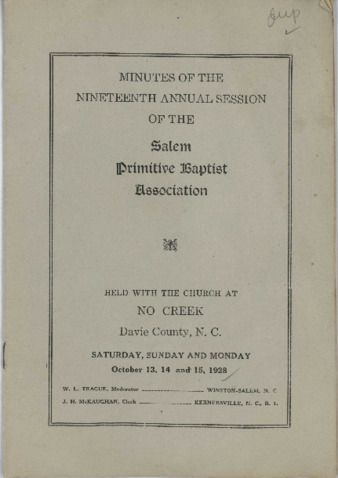 dup
MINUTES OF THE
NINETEENTH ANNUAL SESSION
OF THE
Salem
Primitive Baptist
Association
HELD WITH THE CHURCH AT
NO CREEK
Davie County, N. C.
SATURDAY, SUNDAY AND MONDAY
October 13, 14 and 15, 1928
W. L. TEAGUE, Moderator WINSTON-SALEM, N. C.
J. H. McKAUGHAN, Clerk KERNERSVILLE, N. C., R. 1.